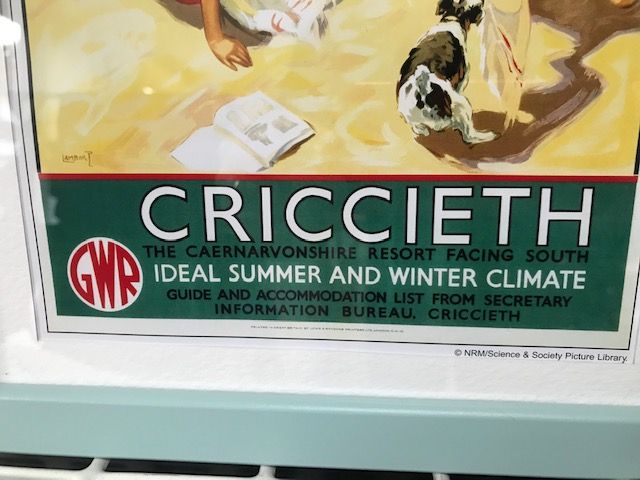 LAMBART
CRICCIETH
THE CAERNARVONSHIRE RESORT FACING SOUTH
GWR
IDEAL SUMMER AND WINTER CLIMATE
GUIDE AND ACCOMMODATION LIST FROM SECRETARY
INFORMATION BUREAU. CRICCIETH
© NRM/Science & Society Picture Library.